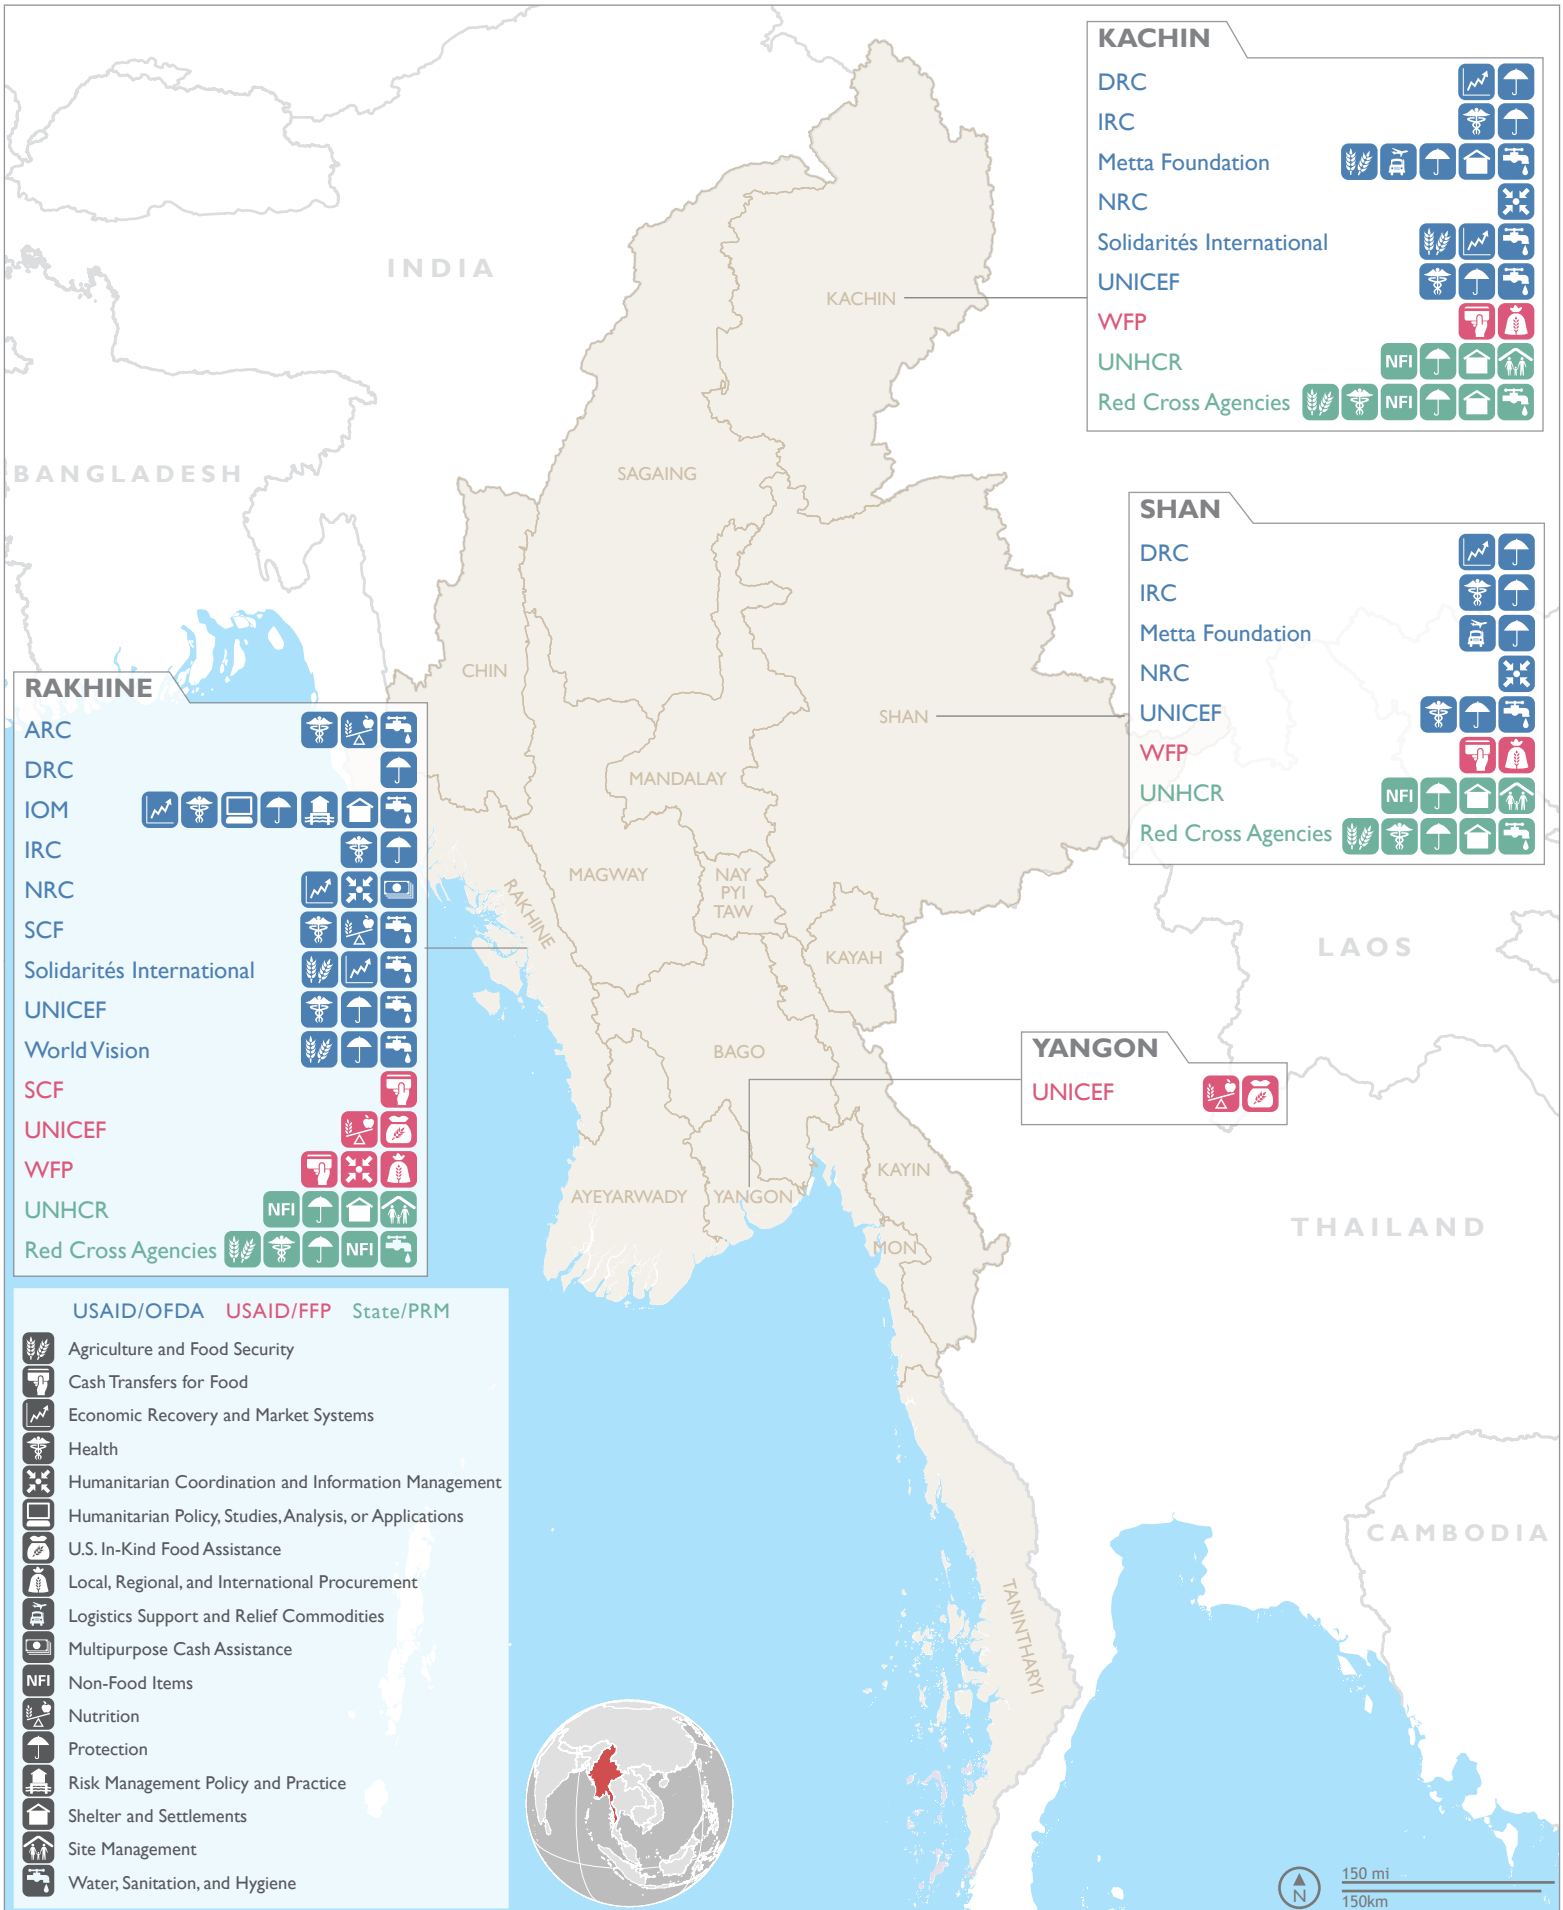 KACHIN
DRC
IRC
Metta Foundation
NRC
Solidarités International
UNICEF
WFP
UNHCR NFI
Red Cross Agencies NFI
INDIA
KACHIN
BANGLADESH
SAGAING
SHAN
DRC
IRC
Metta Foundation
NRC
UNICEF
WFP
UNHCR NFI
Red Cross Agencies
CHIN
SHAN
MANDALAY
MAGWAY
NAY
PYI
TAW
RAKHINE
KAYAH
LAOS
RAKHINE
ARC
DRC
IOM
IRC
NRC
SCF
Solidarités International
UNICEF
World Vision
SCF
UNICEF
WFP
UNHCR NFI
Red Cross Agencies NFI
BAGO
YANGON
UNICEF
KAYIN
AYEYARWADY
YANGON
MON
THAILAND
CAMBODIA
TANINTHARYI
USAID/OFDA USAID/FFP State/PRM
Agriculture and Food Security
Cash Transfers for Food
Economic Recovery and Market Systems
Health
Humanitarian Coordination and Information Management
Humanitarian Policy, Studies, Analysis, or Applications
U.S. In-Kind Food Assistance
Local, Regional, and International Procurement
Logistics Support and Relief Commodities
Multipurpose Cash Assistance
NFI Non-Food Items
Nutrition
Protection
Risk Management Policy and Practice
Shelter and Settlements
Site Management
Water, Sanitation, and Hygiene
N
150 mi
150km